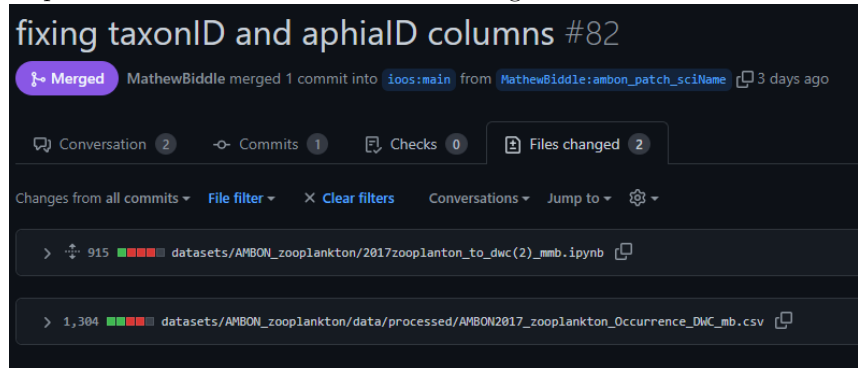 fixing taxonID and aphiaID columns #82
Merged MathewBiddle merged 1 commit into ioos:main from MathewBiddle:ambon_patch_sciName 3 days ago
Conversation 2 Commits 1 Checks 0 Files changed 2
Changes from all commits File filter × Clear filters Conversations Jump to
915 datasets/AMBON_zooplankton/2017zooplanton_to_dwc(2)_mmb.ipynb
1,304 datasets/AMBON_zooplankton/data/processed/AMBON2017_zooplankton_Occurrence_DWC_mb.csv